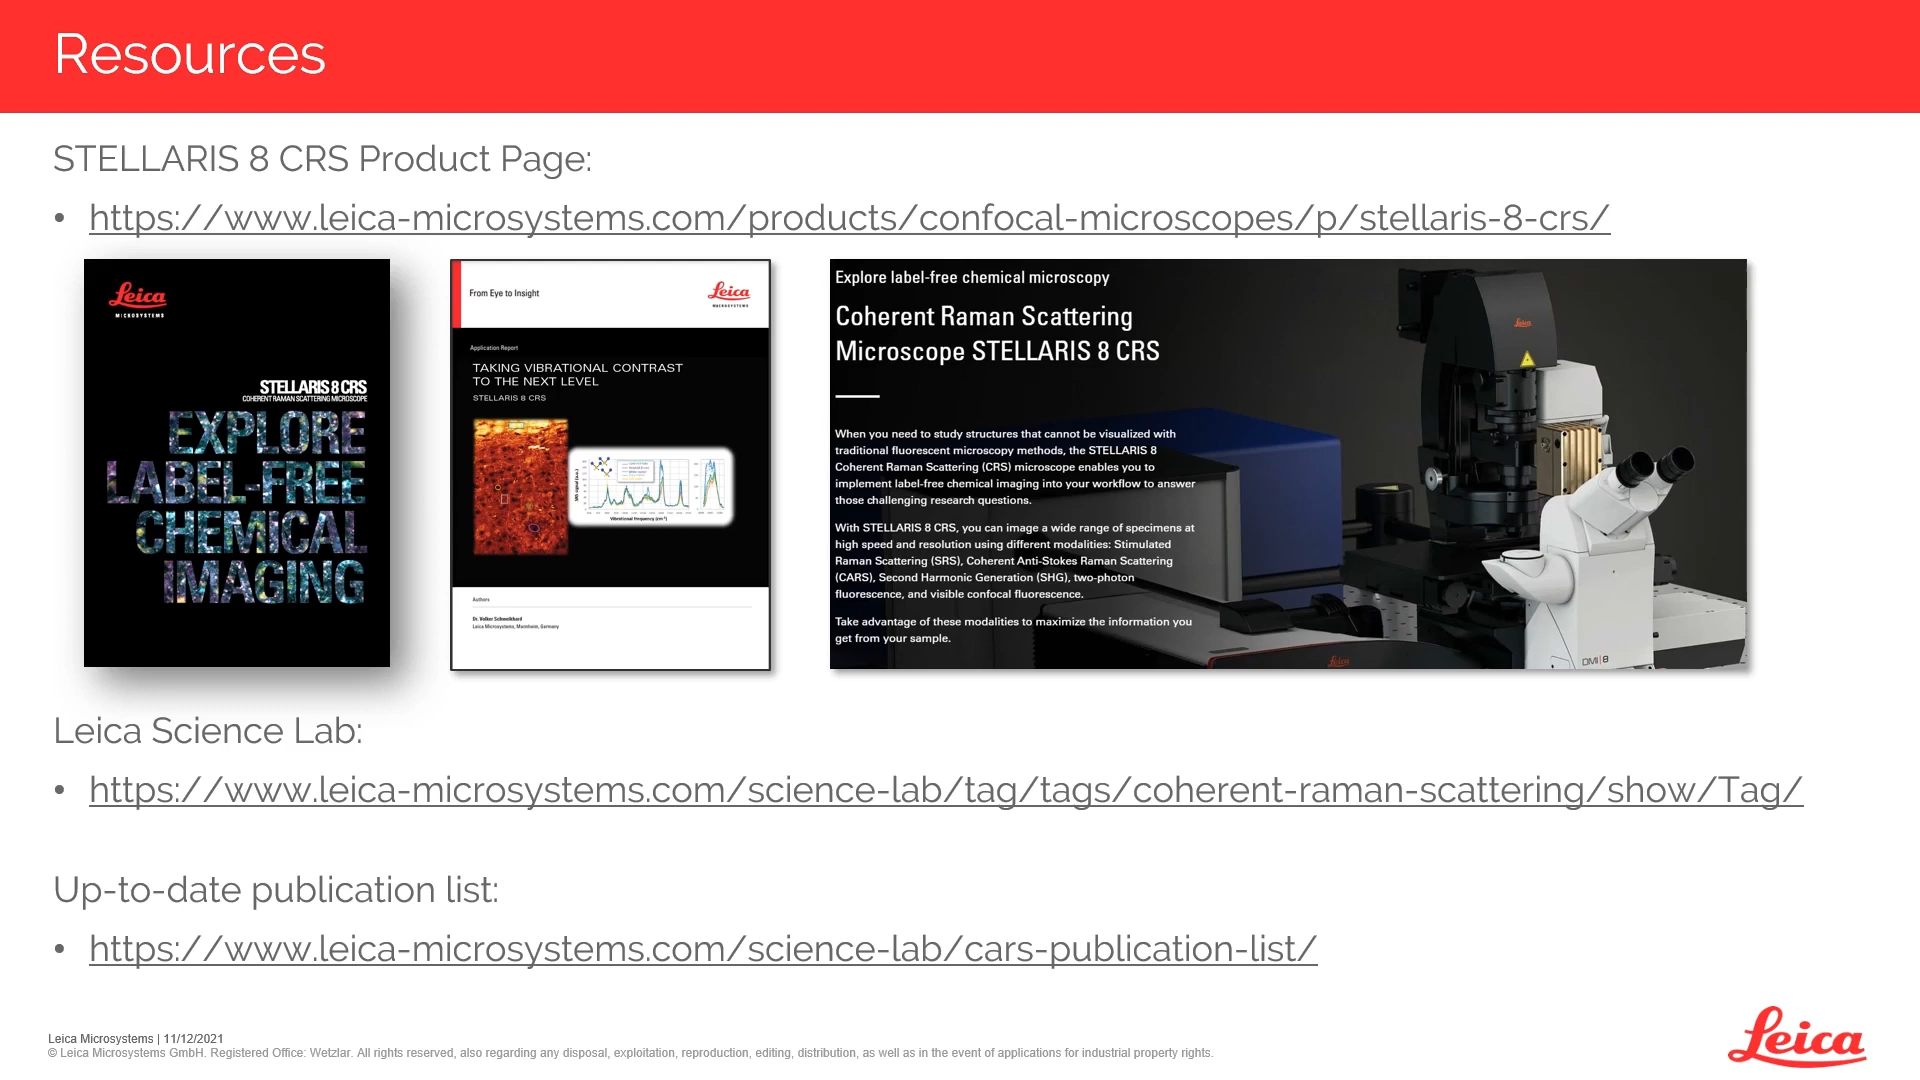 Resources
STELLARIS 8 CRS Product Page:
• https://www.leica-microsystems.com/products/confocal-microscopes/p/stellaris-8-crs/
Leica
MICROSYSTEMS
STELLARIS 8 CRS
COHERENT RAMAN SCATTERING MICROSCOPE
EXPLORE
LABEL-FREE
CHEMICAL
IMAGING
From Eye to Insight
Leica
MICROSYSTEMS
Application Report
TAKING VIBRATIONAL CONTRAST
TO THE NEXT LEVEL
STELLARIS 8 CRS
SRS signal (a.u.)
Vibrational frequency (cm⁻¹)
Authors
Dr. Volker Schweikhard
Leica Microsystems, Mannheim, Germany
Explore label-free chemical microscopy
Coherent Raman Scattering
Microscope STELLARIS 8 CRS
When you need to study structures that cannot be visualized with
traditional fluorescent microscopy methods, the STELLARIS 8
Coherent Raman Scattering (CRS) microscope enables you to
implement label-free chemical imaging into your workflow to answer
those challenging research questions.
With STELLARIS 8 CRS, you can image a wide range of specimens at
high speed and resolution using different modalities: Stimulated
Raman Scattering (SRS), Coherent Anti-Stokes Raman Scattering
(CARS), Second Harmonic Generation (SHG), two-photon
fluorescence, and visible confocal fluorescence.
Take advantage of these modalities to maximize the information you
get from your sample.
Leica
Leica
DMI 8
Leica Science Lab:
• https://www.leica-microsystems.com/science-lab/tag/tags/coherent-raman-scattering/show/Tag/
Up-to-date publication list:
• https://www.leica-microsystems.com/science-lab/cars-publication-list/
Leica Microsystems | 11/12/2021
© Leica Microsystems GmbH. Registered Office: Wetzlar. All rights reserved, also regarding any disposal, exploitation, reproduction, editing, distribution, as well as in the event of applications for industrial property rights.
Leica